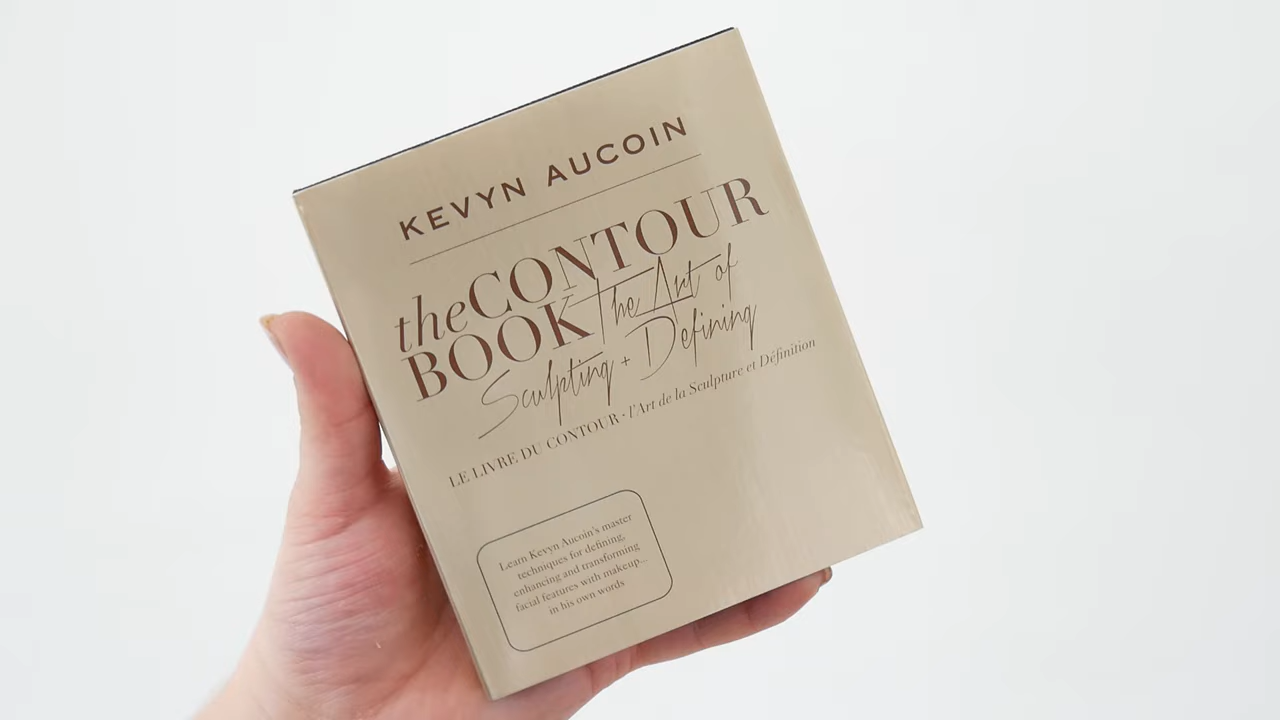 KEVYN AUCOIN
theCONTOUR
BOOK The Art of
Sculpting + Defining
LE LIVRE DU CONTOUR - l'Art de la Sculpture et Définition
Learn Kevyn Aucoin's master
techniques for defining,
enhancing and transforming
facial features with makeup...
in his own words